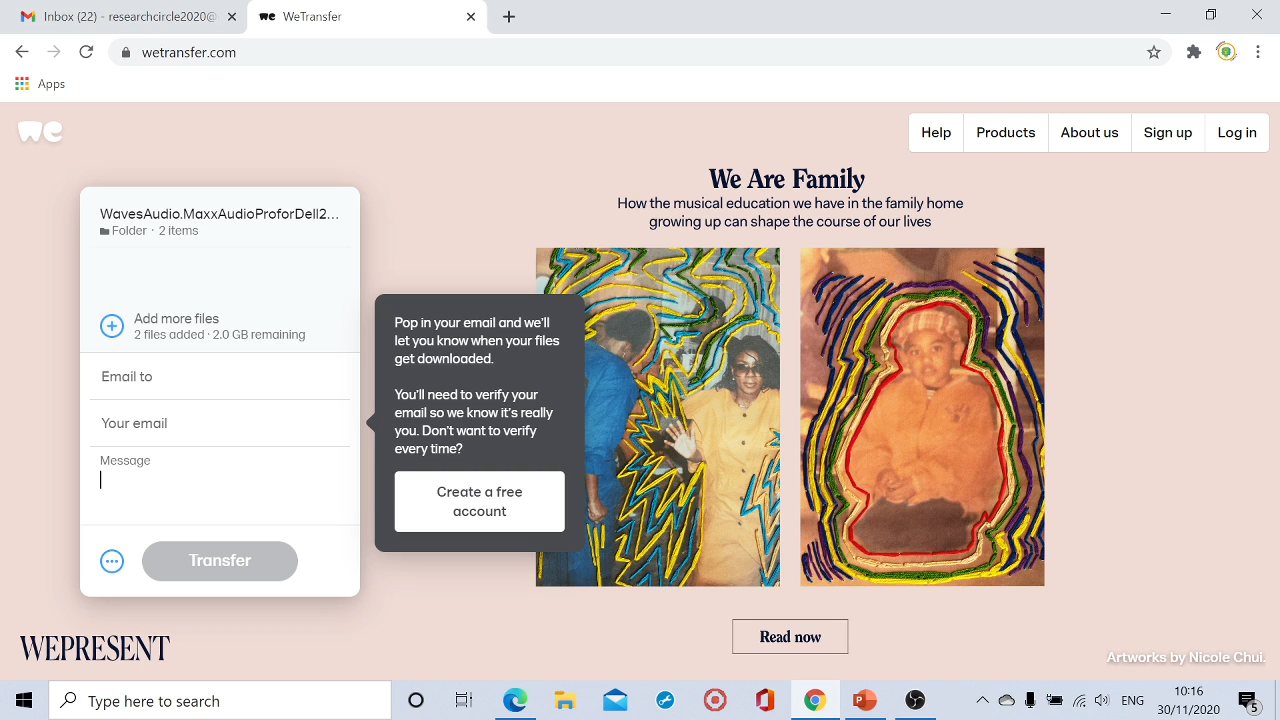 Inbox (22) - researchcircle2020@
WeTransfer
wetransfer.com
Apps
we
Help
Products
About us
Sign up
Log in
We Are Family
How the musical education we have in the family home
growing up can shape the course of our lives
WavesAudio.MaxxAudioProforDell2...
Folder · 2 items
Add more files
2 files added · 2.0 GB remaining
Email to
Your email
Message
Transfer
Pop in your email and we'll
let you know when your files
get downloaded.
You'll need to verify your
email so we know it's really
you. Don't want to verify
every time?
Create a free
account
Read now
WEPRESENT
Artworks by Nicole Chui.
Type here to search
ENG
10:16
30/11/2020
5